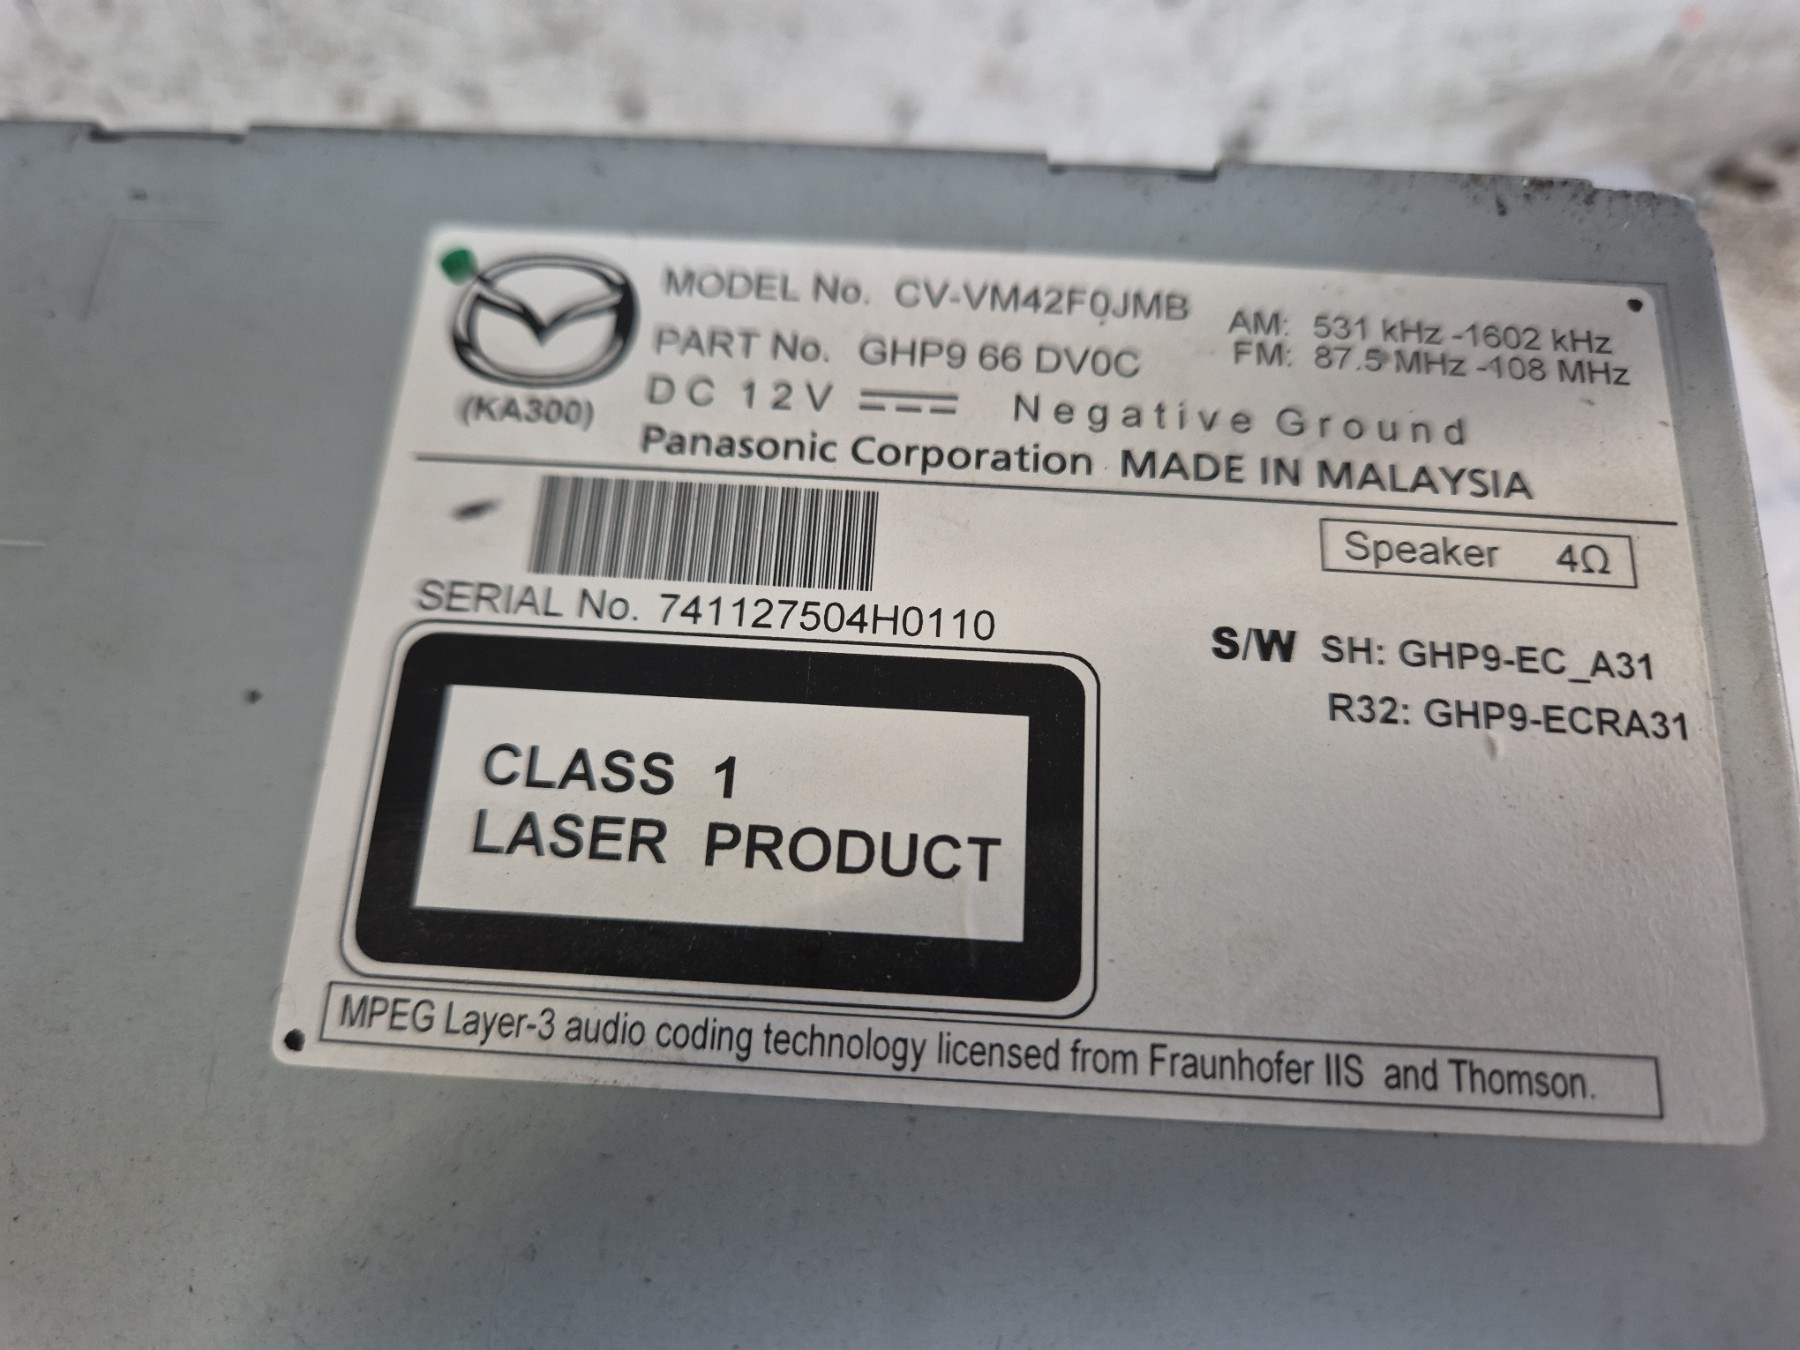 MODEL No. CV-VM42F0JMB
AM: 531 kHz -1602 kHz
PART No. GHP9 66 DV0C
FM: 87.5 MHz -108 MHz
(KA300)
DC 12V Negative Ground
Panasonic Corporation MADE IN MALAYSIA
Speaker 4Ω
SERIAL No. 741127504H0110
S/W SH: GHP9-EC_A31
R32: GHP9-ECRA31
CLASS 1
LASER PRODUCT
MPEG Layer-3 audio coding technology licensed from Fraunhofer IIS and Thomson.